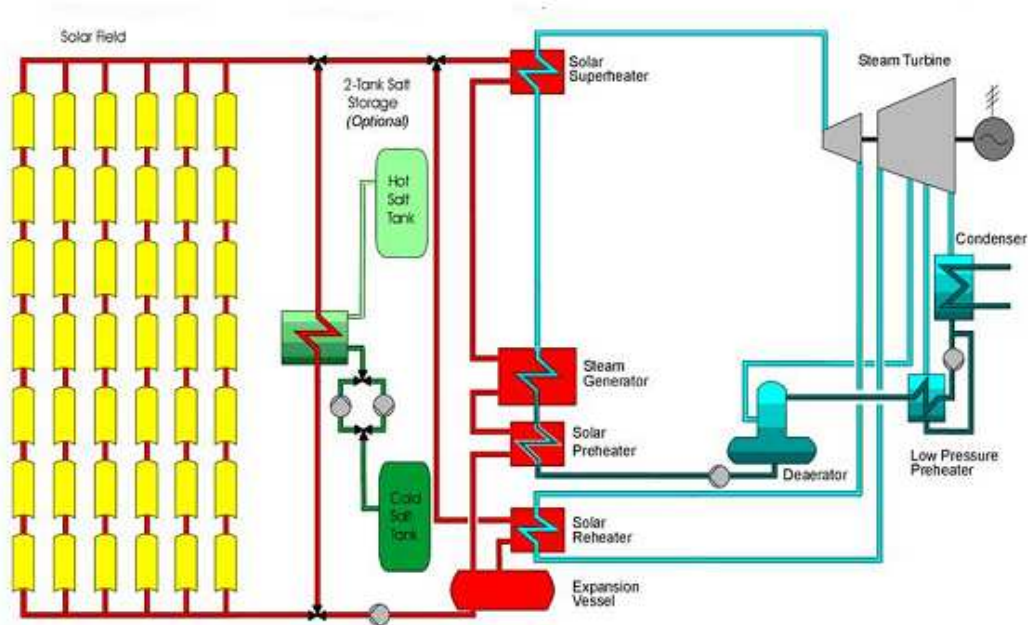 Solar Field
2-Tank Salt
Storage
(Optional)
Hot
Salt
Tank
Cold
Salt
Tank
Solar
Superheater
Steam Turbine
Condenser
Steam
Generator
Solar
Preheater
Deaerator
Low Pressure
Preheater
Solar
Reheater
Expansion
Vessel